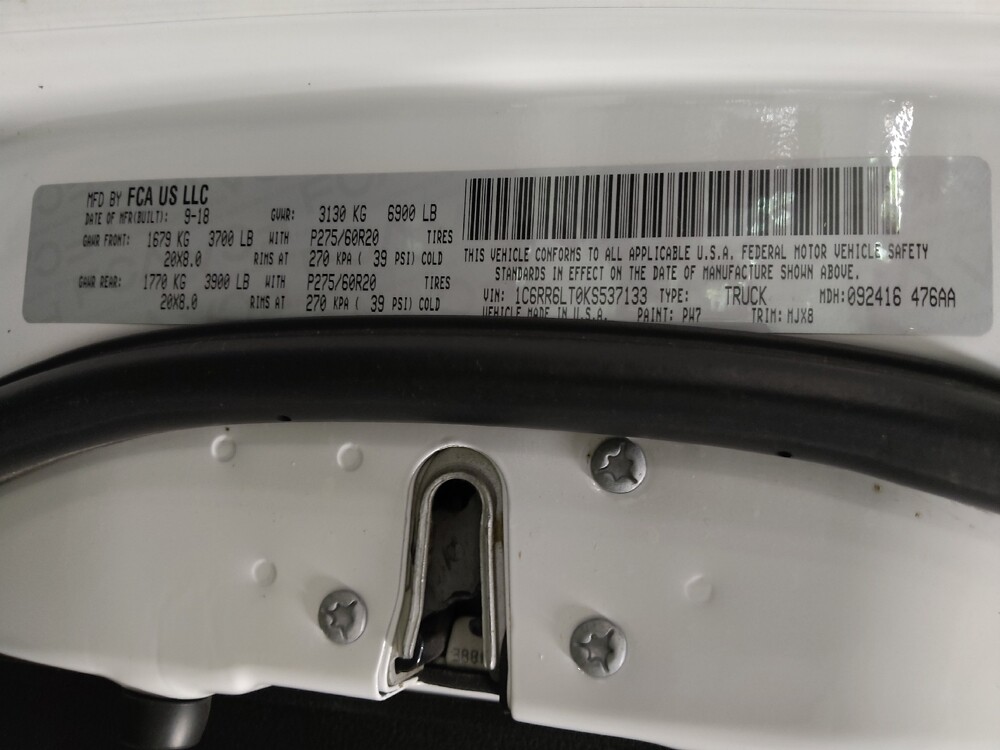 MFD BY FCA US LLC
DATE OF MFR(BUILT): 9-18 GVWR: 3130 KG 6900 LB
GAWR FRONT: 1679 KG 3700 LB WITH P275/60R20 TIRES
20X8.0 RIMS AT 270 KPA ( 39 PSI) COLD
GAWR REAR: 1770 KG 3900 LB WITH P275/60R20 TIRES
20X8.0 RIMS AT 270 KPA ( 39 PSI) COLD
THIS VEHICLE CONFORMS TO ALL APPLICABLE U.S.A. FEDERAL MOTOR VEHICLE SAFETY
STANDARDS IN EFFECT ON THE DATE OF MANUFACTURE SHOWN ABOVE.
VIN: 1C6RR6LT0KS537133 TYPE: TRUCK MDH: 092416 476AA
VEHICLE MADE IN U.S.A. PAINT: PW7 TRIM: MJX8